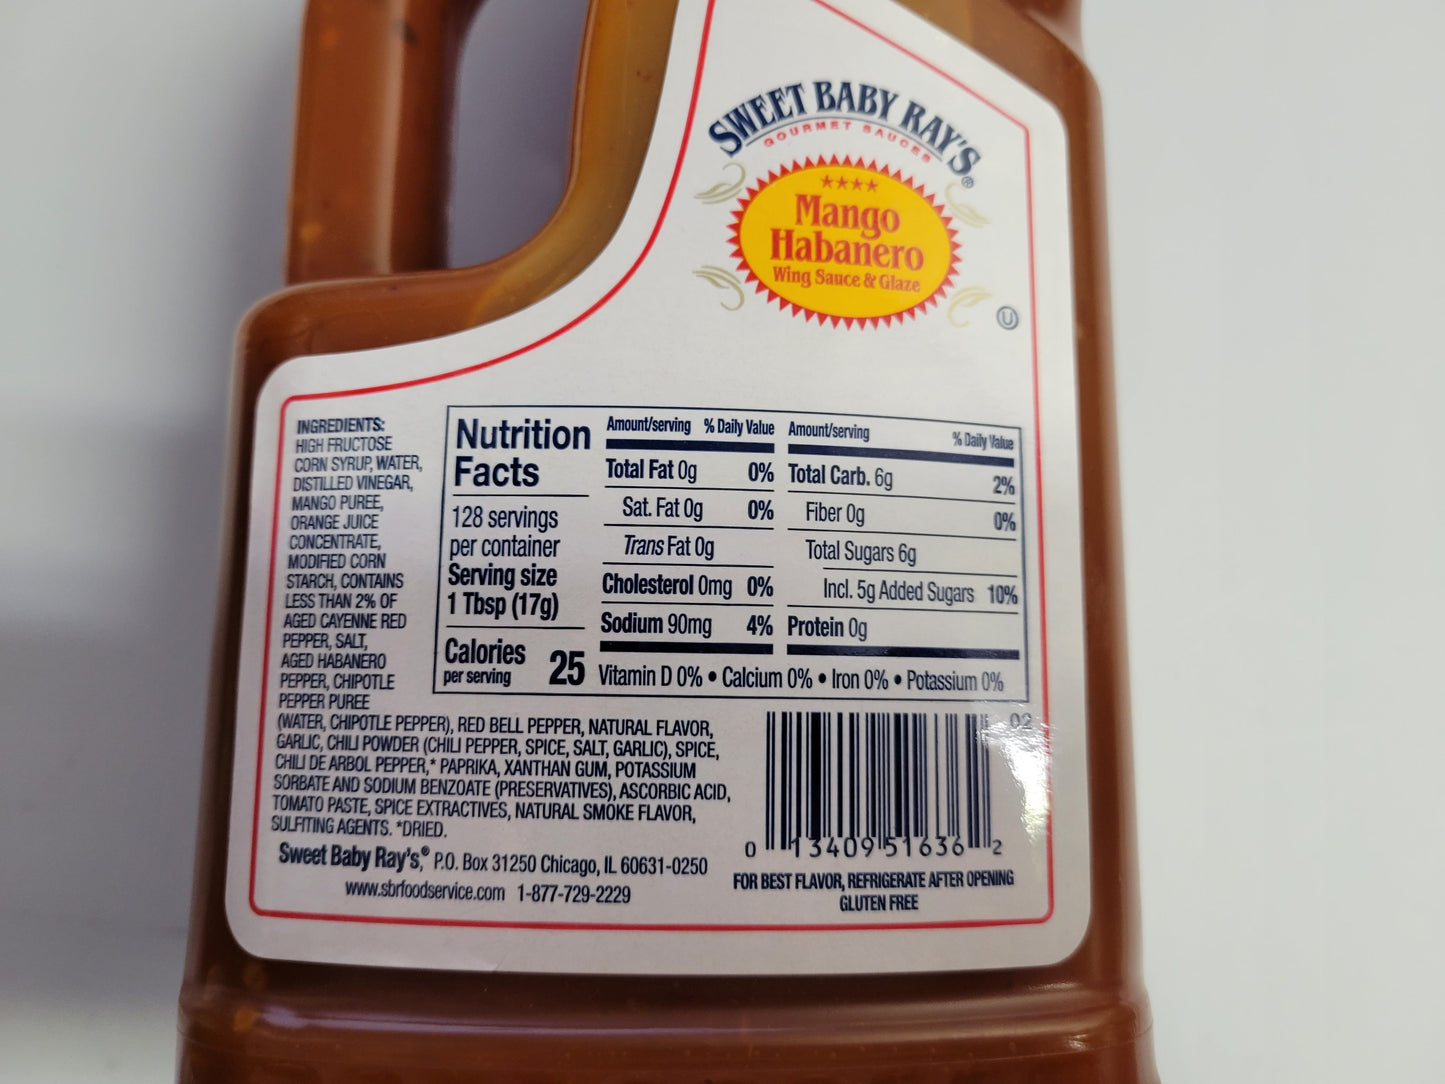 SWEET BABY RAY'S®
GOURMET SAUCES
★★★★
Mango
Habanero
Wing Sauce & Glaze
U
INGREDIENTS:
HIGH FRUCTOSE
CORN SYRUP, WATER,
DISTILLED VINEGAR,
MANGO PUREE,
ORANGE JUICE
CONCENTRATE,
MODIFIED CORN
STARCH, CONTAINS
LESS THAN 2% OF
AGED CAYENNE RED
PEPPER, SALT,
AGED HABANERO
PEPPER, CHIPOTLE
PEPPER PUREE
(WATER, CHIPOTLE PEPPER), RED BELL PEPPER, NATURAL FLAVOR,
GARLIC, CHILI POWDER (CHILI PEPPER, SPICE, SALT, GARLIC), SPICE,
CHILI DE ARBOL PEPPER,* PAPRIKA, XANTHAN GUM, POTASSIUM
SORBATE AND SODIUM BENZOATE (PRESERVATIVES), ASCORBIC ACID,
TOMATO PASTE, SPICE EXTRACTIVES, NATURAL SMOKE FLAVOR,
SULFITING AGENTS. *DRIED.
Sweet Baby Ray's,® P.O. Box 31250 Chicago, IL 60631-0250
www.sbrfoodservice.com 1-877-729-2229
Nutrition
Facts
128 servings
per container
Serving size
1 Tbsp (17g)
Calories
per serving 25
Amount/serving % Daily Value
Total Fat 0g 0%
Sat. Fat 0g 0%
Trans Fat 0g
Cholesterol 0mg 0%
Sodium 90mg 4%
Amount/serving % Daily Value
Total Carb. 6g 2%
Fiber 0g 0%
Total Sugars 6g
Incl. 5g Added Sugars 10%
Protein 0g
Vitamin D 0% • Calcium 0% • Iron 0% • Potassium 0%
02
0 13409 51636 2
FOR BEST FLAVOR, REFRIGERATE AFTER OPENING
GLUTEN FREE